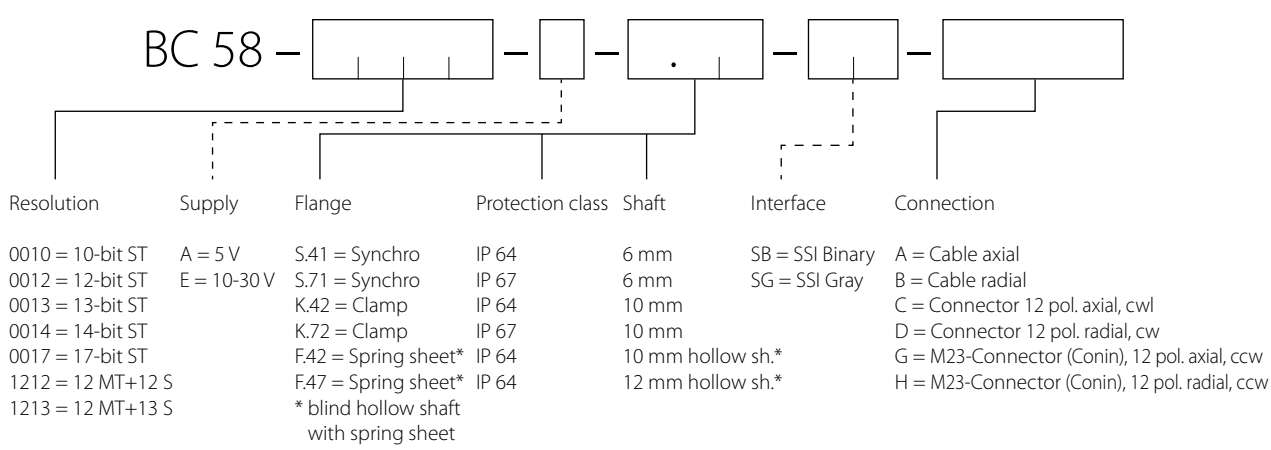 BC 58 – – – . – –
Resolution Supply Flange Protection class Shaft Interface Connection
0010 = 10-bit ST A = 5 V S.41 = Synchro IP 64 6 mm SB = SSI Binary A = Cable axial
0012 = 12-bit ST E = 10-30 V S.71 = Synchro IP 67 6 mm SG = SSI Gray B = Cable radial
0013 = 13-bit ST K.42 = Clamp IP 64 10 mm C = Connector 12 pol. axial, cwl
0014 = 14-bit ST K.72 = Clamp IP 67 10 mm D = Connector 12 pol. radial, cw
0017 = 17-bit ST F.42 = Spring sheet* IP 64 10 mm hollow sh.* G = M23-Connector (Conin), 12 pol. axial, ccw
1212 = 12 MT+12 S F.47 = Spring sheet* IP 64 12 mm hollow sh.* H = M23-Connector (Conin), 12 pol. radial, ccw
1213 = 12 MT+13 S * blind hollow shaft
with spring sheet